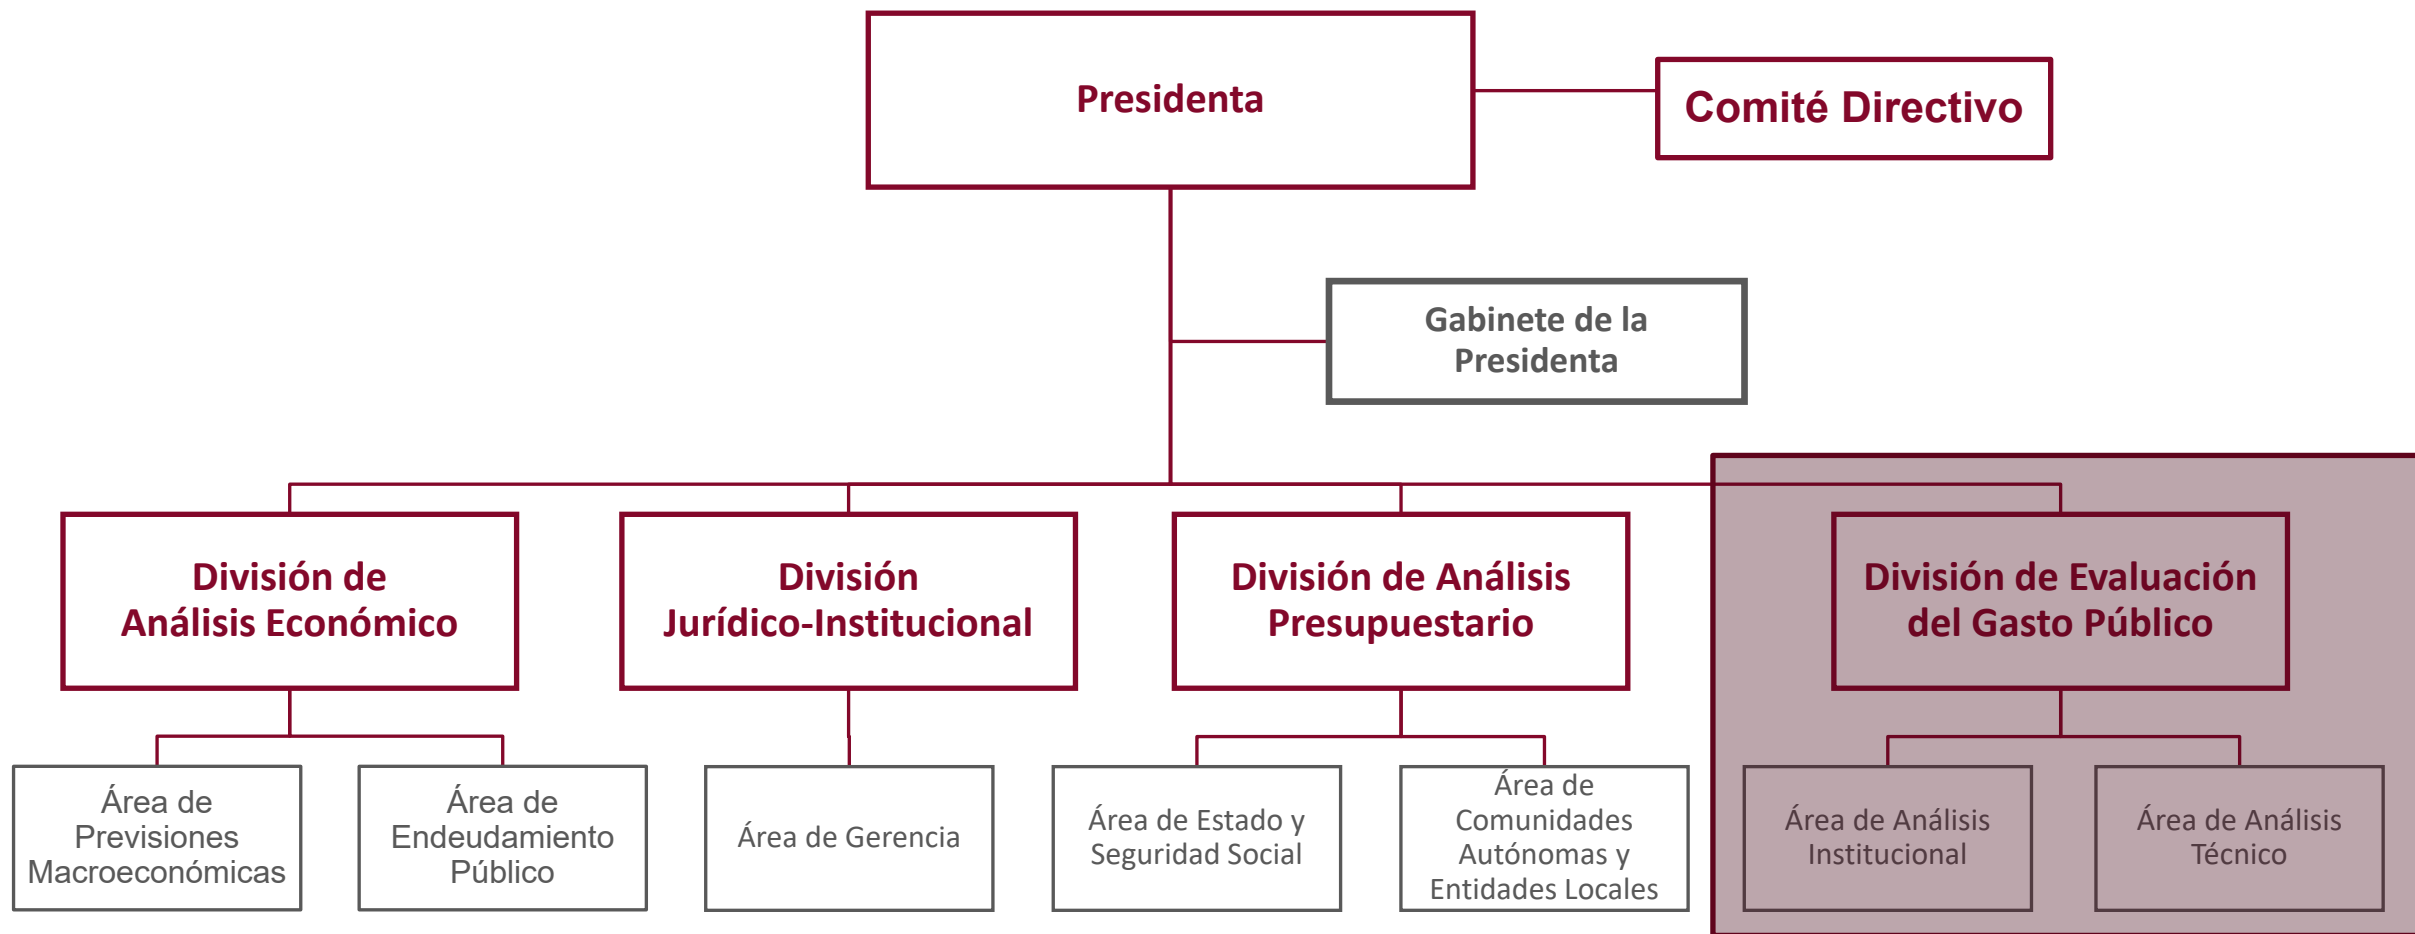 Presidenta
Comité Directivo
Gabinete de la
Presidenta
División de
Análisis Económico
División
Jurídico-Institucional
División de Análisis
Presupuestario
División de Evaluación
del Gasto Público
Área de
Previsiones
Macroeconómicas
Área de
Endeudamiento
Público
Área de Gerencia
Área de Estado y
Seguridad Social
Área de
Comunidades
Autónomas y
Entidades Locales
Área de Análisis
Institucional
Área de Análisis
Técnico